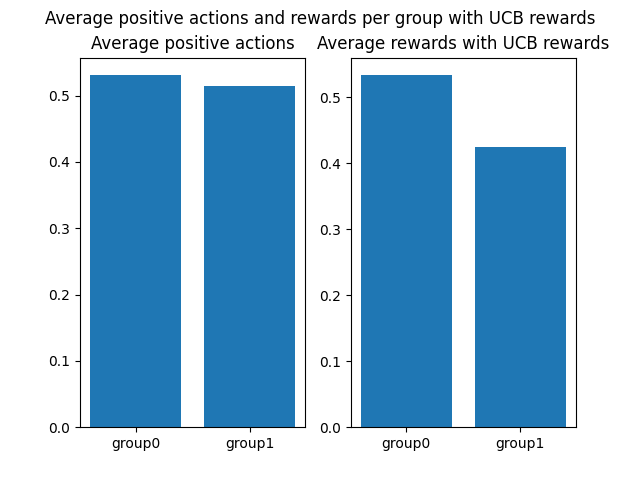 Average positive actions and rewards per group with UCB rewards
Average positive actions
0.5
0.4
0.3
0.2
0.1
0.0
group0 group1
Average rewards with UCB rewards
0.5
0.4
0.3
0.2
0.1
0.0
group0 group1